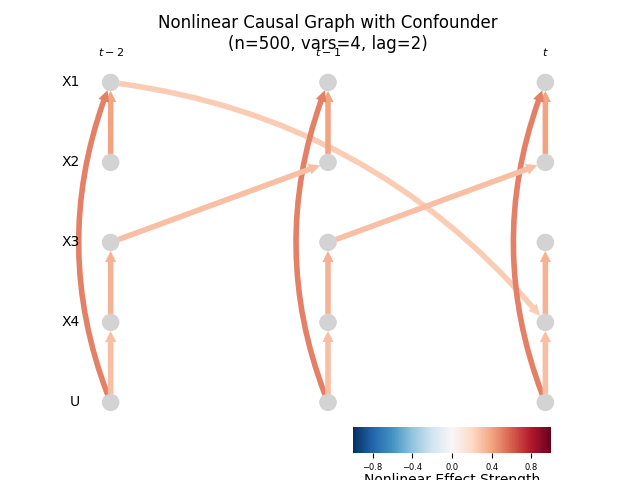 Nonlinear Causal Graph with Confounder
(n=500, vars=4, lag=2)
t − 2
t − 1
t
X1
X2
X3
X4
U
−0.8 −0.4 0.0 0.4 0.8
Nonlinear Effect Strength